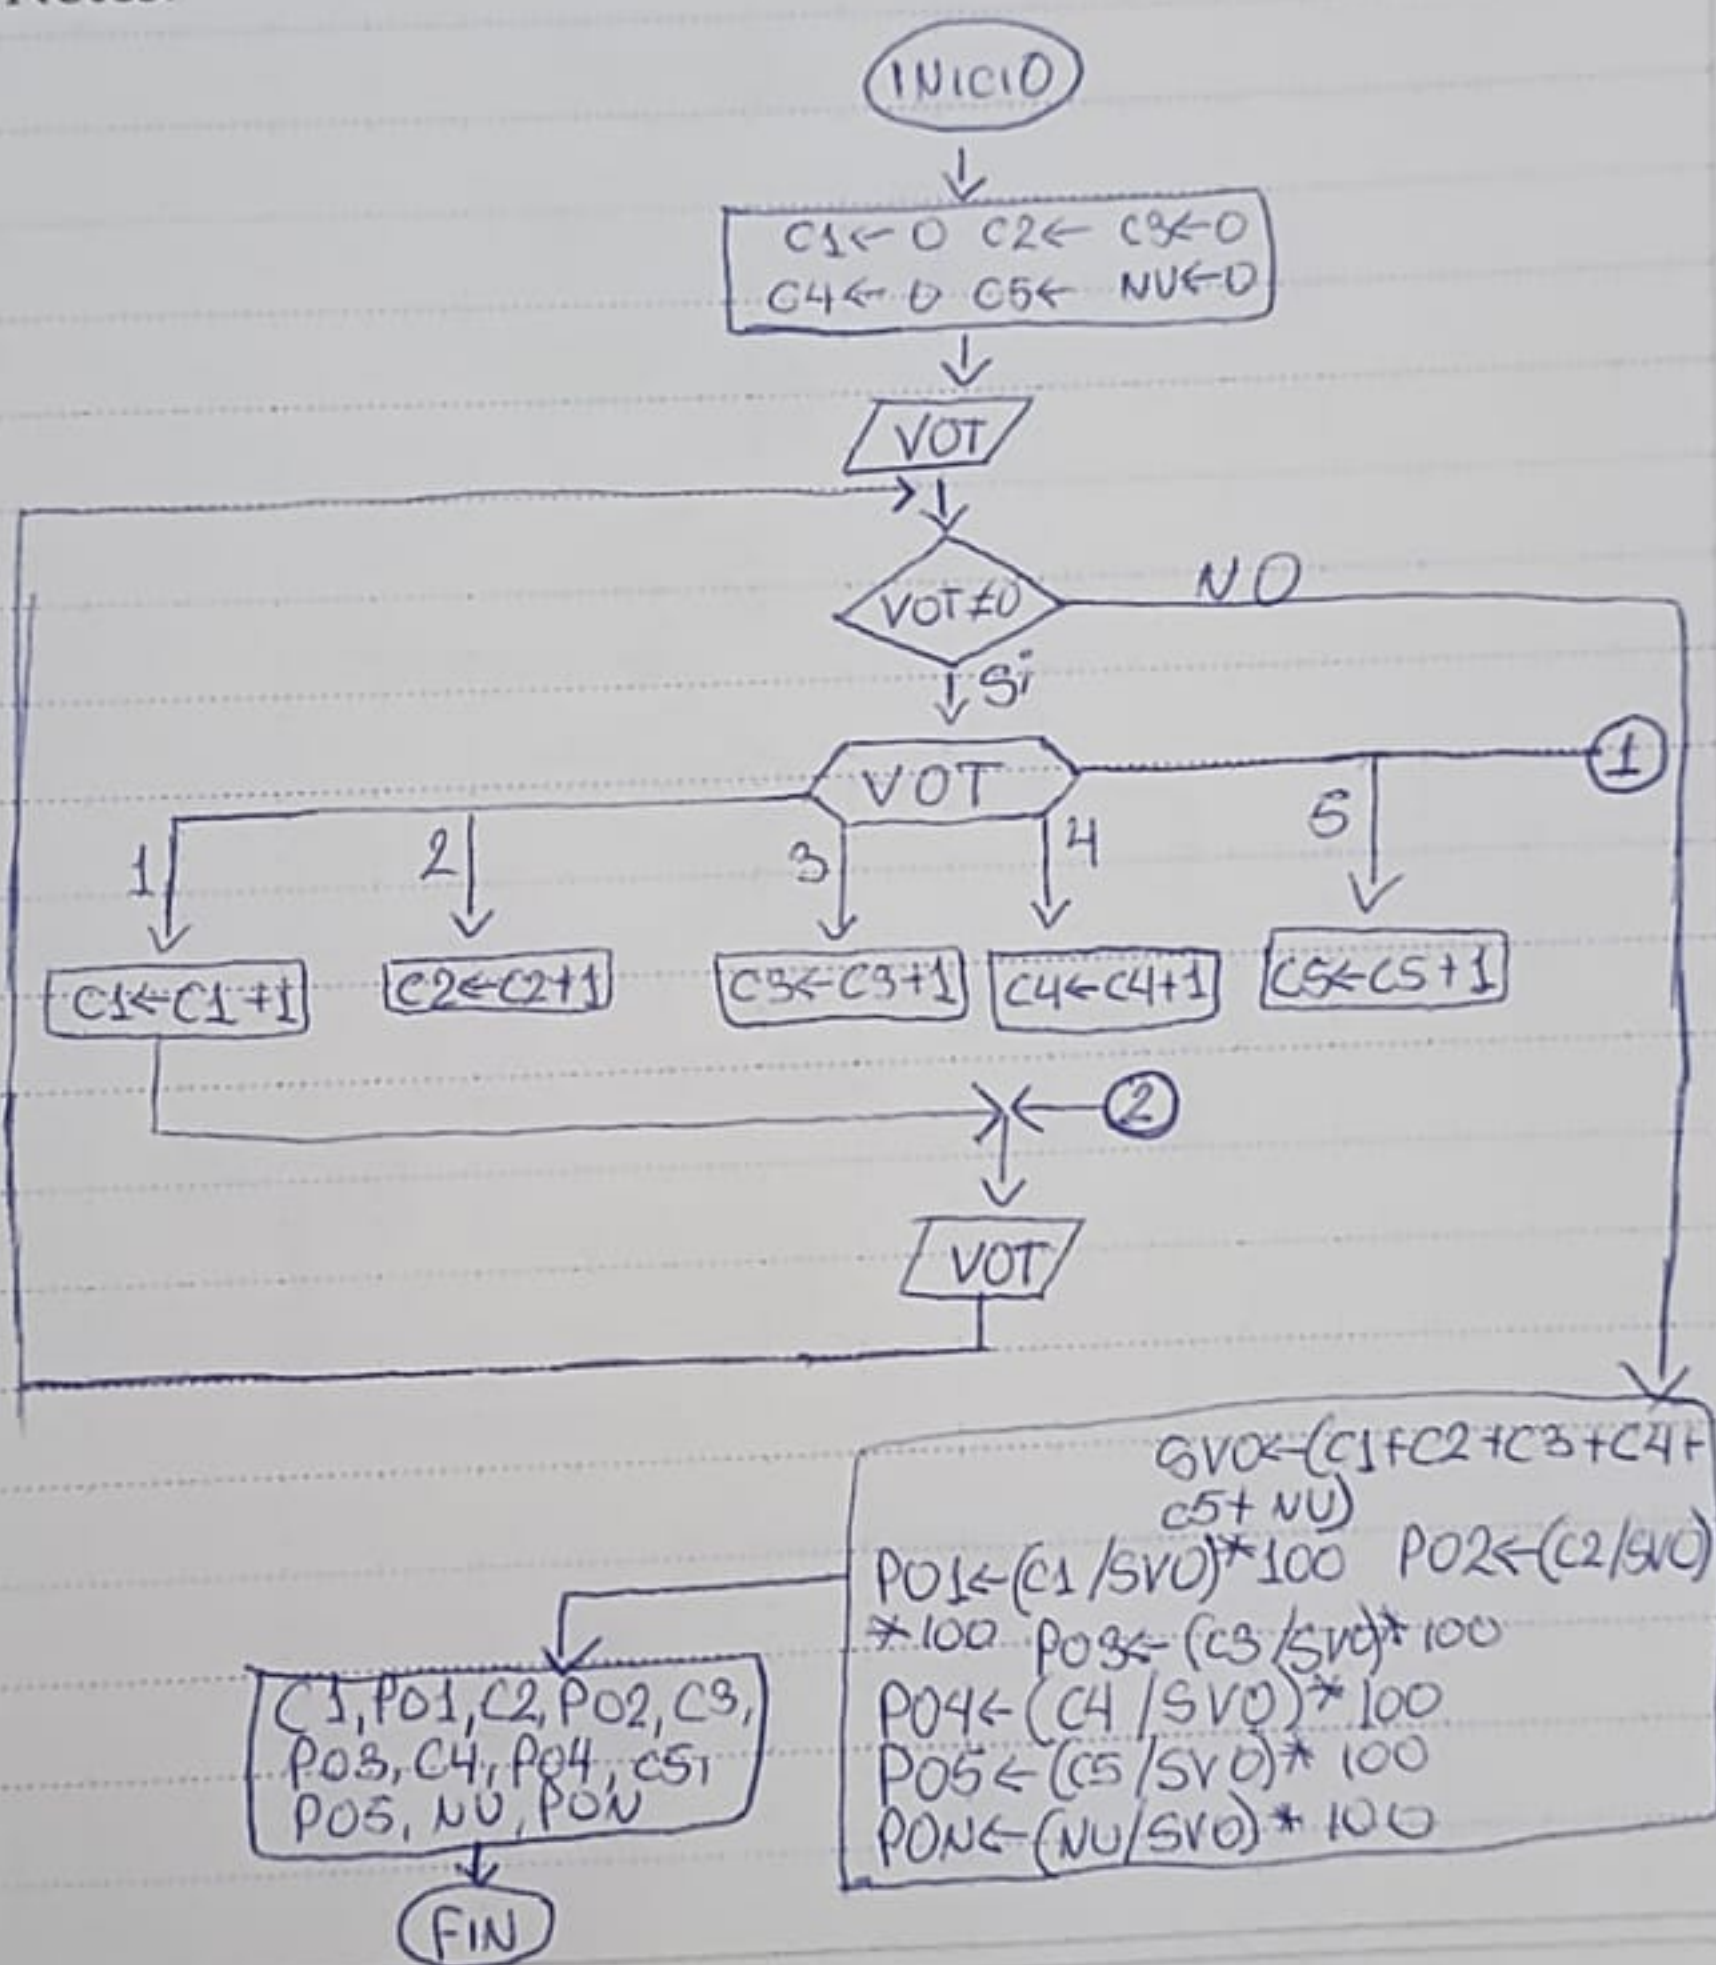 INICIO
C1←0 C2← C3←0
C4←0 C5← NU←0
VOT
VOT≠0
NO
Si
VOT
1
1
2
3
4
5
C1←C1+1
C2←C2+1
C3←C3+1
C4←C4+1
C5←C5+1
2
VOT
SVO←(C1+C2+C3+C4+
C5+NU)
PO1←(C1/SVO)*100 PO2←(C2/SVO)
*100 PO3←(C3/SVO)*100
PO4←(C4/SVO)*100
PO5←(C5/SVO)*100
PON←(NU/SVO)*100
C1,PO1,C2,PO2,C3,
PO3,C4,PO4,C5,
PO5,NU,PON
FIN